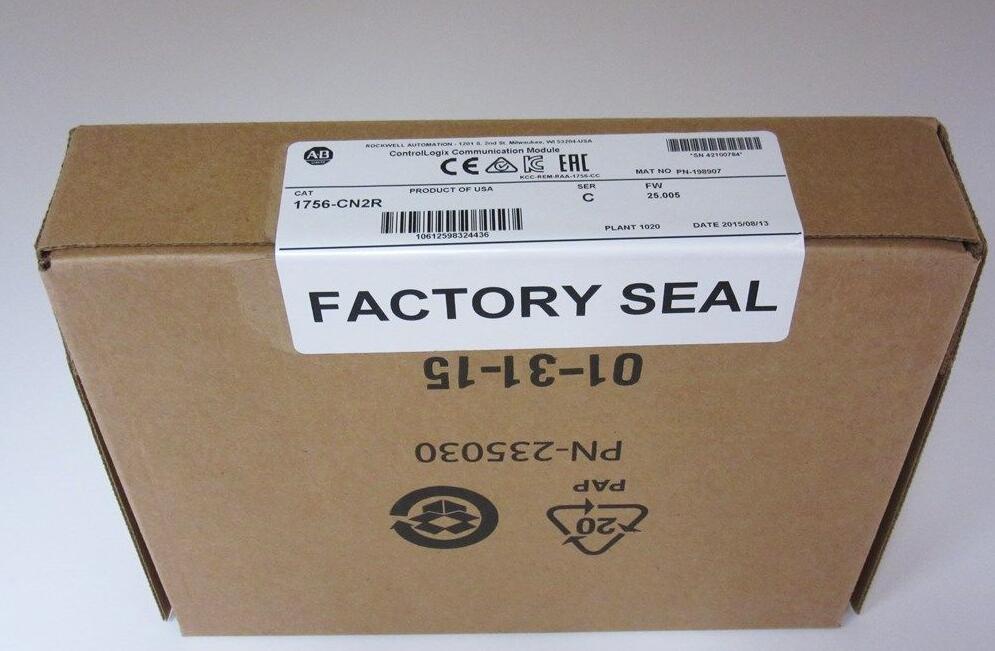 AB
ROCKWELL AUTOMATION - 1201 S. 2nd St. Milwaukee, WI 53204-USA
ControlLogix Communication Module
CE EAC
KCC-REM-RAA-1756-CC
*SN 42100784*
MAT NO PN-198907
CAT
1756-CN2R
PRODUCT OF USA
10612598324436
SER
C
FW
25.005
PLANT 1020
DATE 2015/08/13
FACTORY SEAL
01-31-15
PN-235030
PAP
20